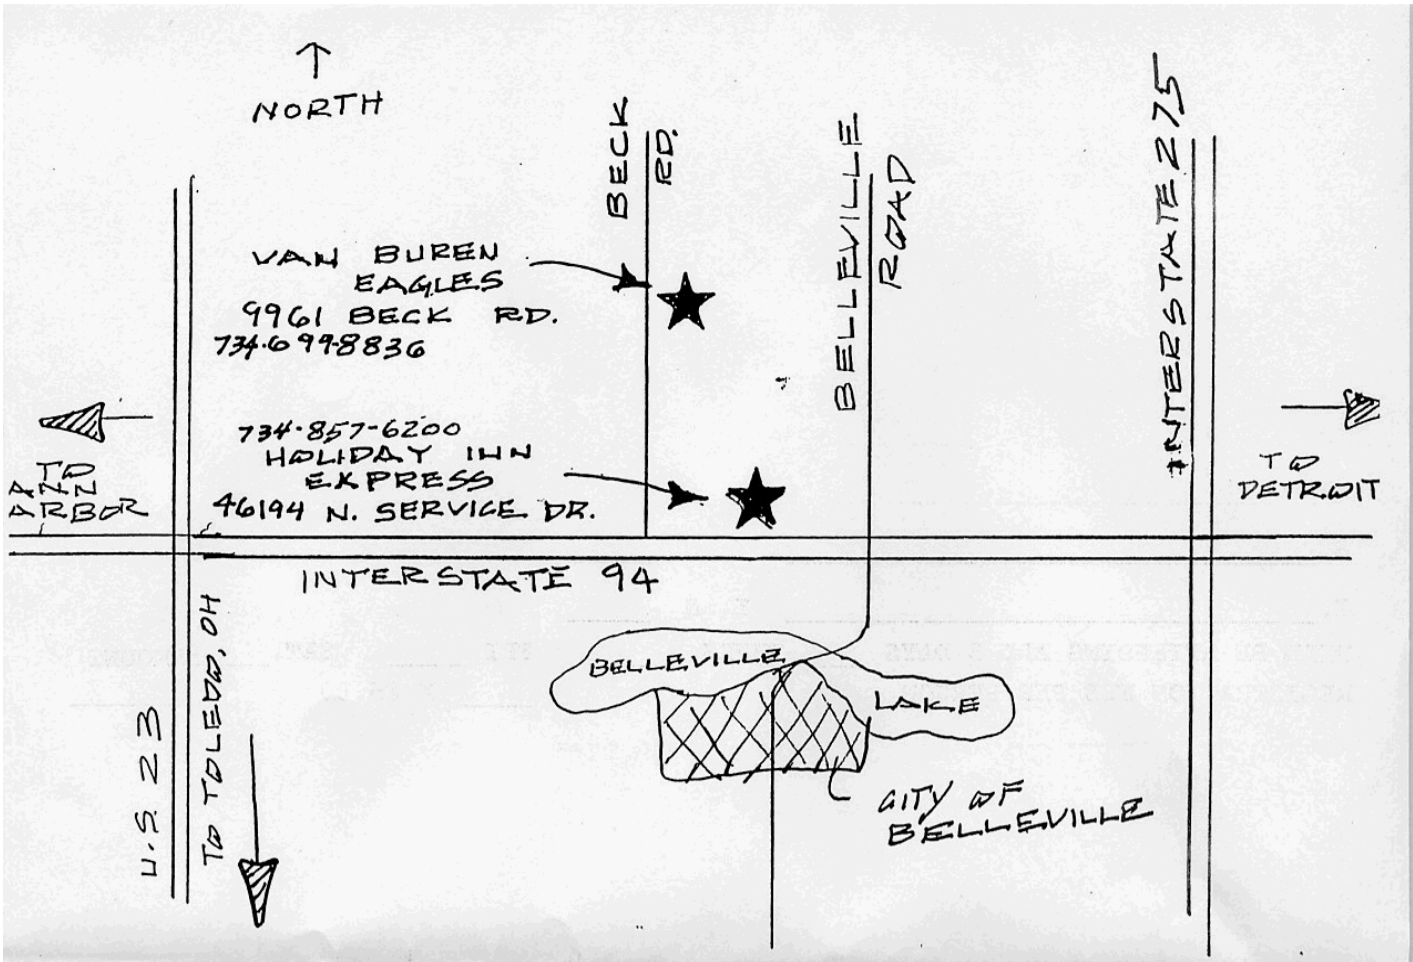 NORTH
BECK
RD.
BELLEVILLE
ROAD
INTERSTATE 275
VAN BUREN
EAGLES
9961 BECK RD.
734-699-8836
734-857-6200
HOLIDAY INN
EXPRESS
46194 N. SERVICE DR.
TO
ANN
ARBOR
TO
DETROIT
INTERSTATE 94
U.S. 23
TO TOLEDO, OH
BELLEVILLE
LAKE
CITY OF
BELLEVILLE